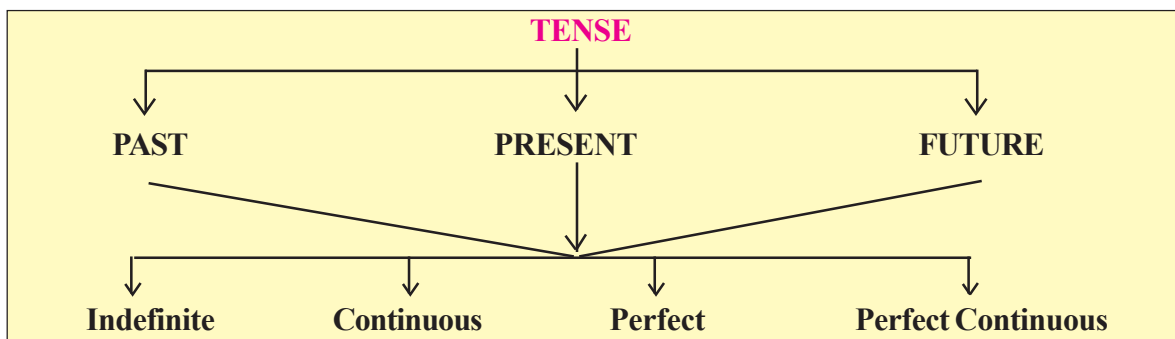 TENSE
PAST PRESENT FUTURE
Indefinite Continuous Perfect Perfect Continuous